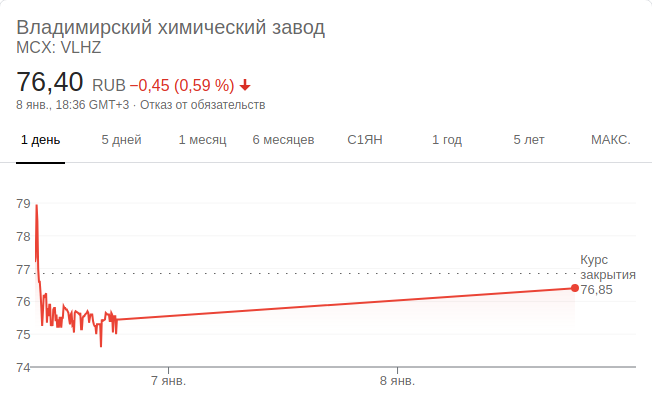 Владимирский химический завод
MCX: VLHZ
76,40 RUB −0,45 (0,59 %)
8 янв., 18:36 GMT+3 · Отказ от обязательств
1 день 5 дней 1 месяц 6 месяцев С1ЯН 1 год 5 лет МАКС.
79
78
77
76
75
74
Курс
закрытия
76,85
7 янв. 8 янв.